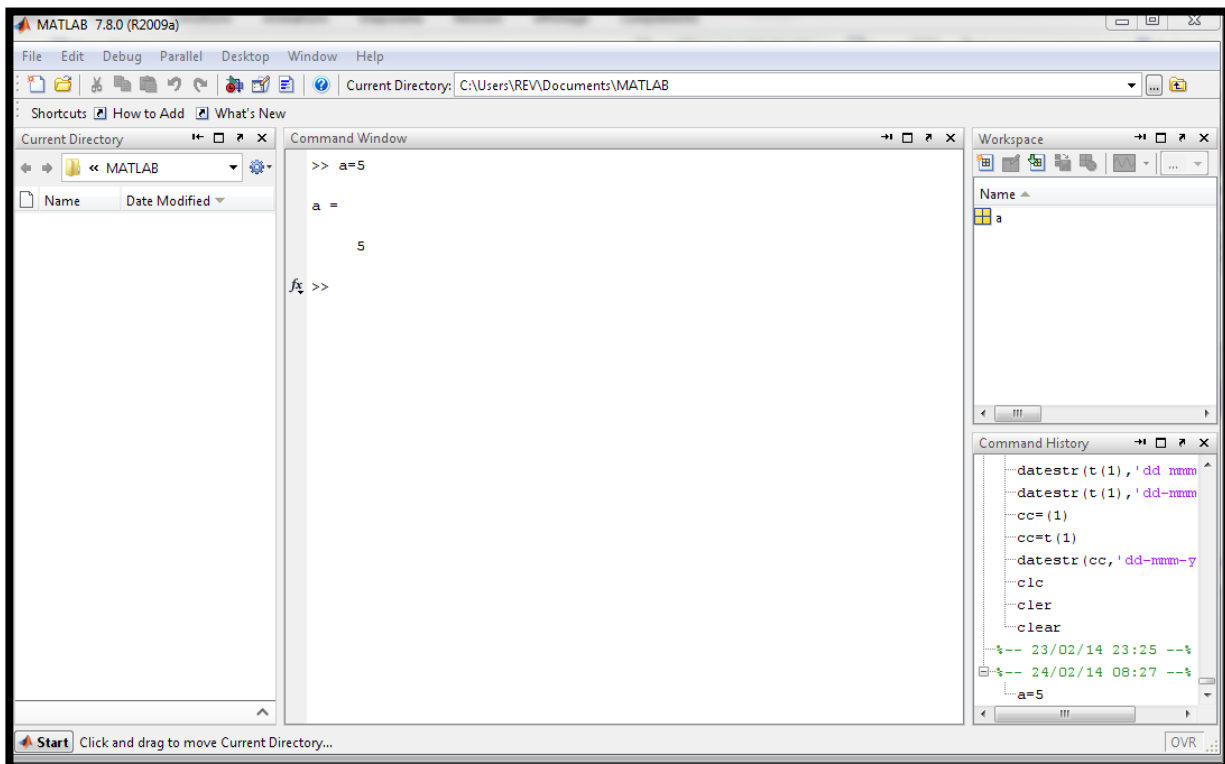 MATLAB 7.8.0 (R2009a)
File Edit Debug Parallel Desktop Window Help
Current Directory: C:\Users\REV\Documents\MATLAB
Shortcuts How to Add What's New
Current Directory
« MATLAB
Name Date Modified
Command Window
>> a=5
a =
5
fx >>
Workspace
...
Name
a
Command History
datestr(t(1),'dd mmm
datestr(t(1),'dd-mmm
cc=(1)
cc=t(1)
datestr(cc,'dd-mmm-y
clc
cler
clear
%-- 23/02/14 23:25 --%
%-- 24/02/14 08:27 --%
a=5
Start Click and drag to move Current Directory...
OVR